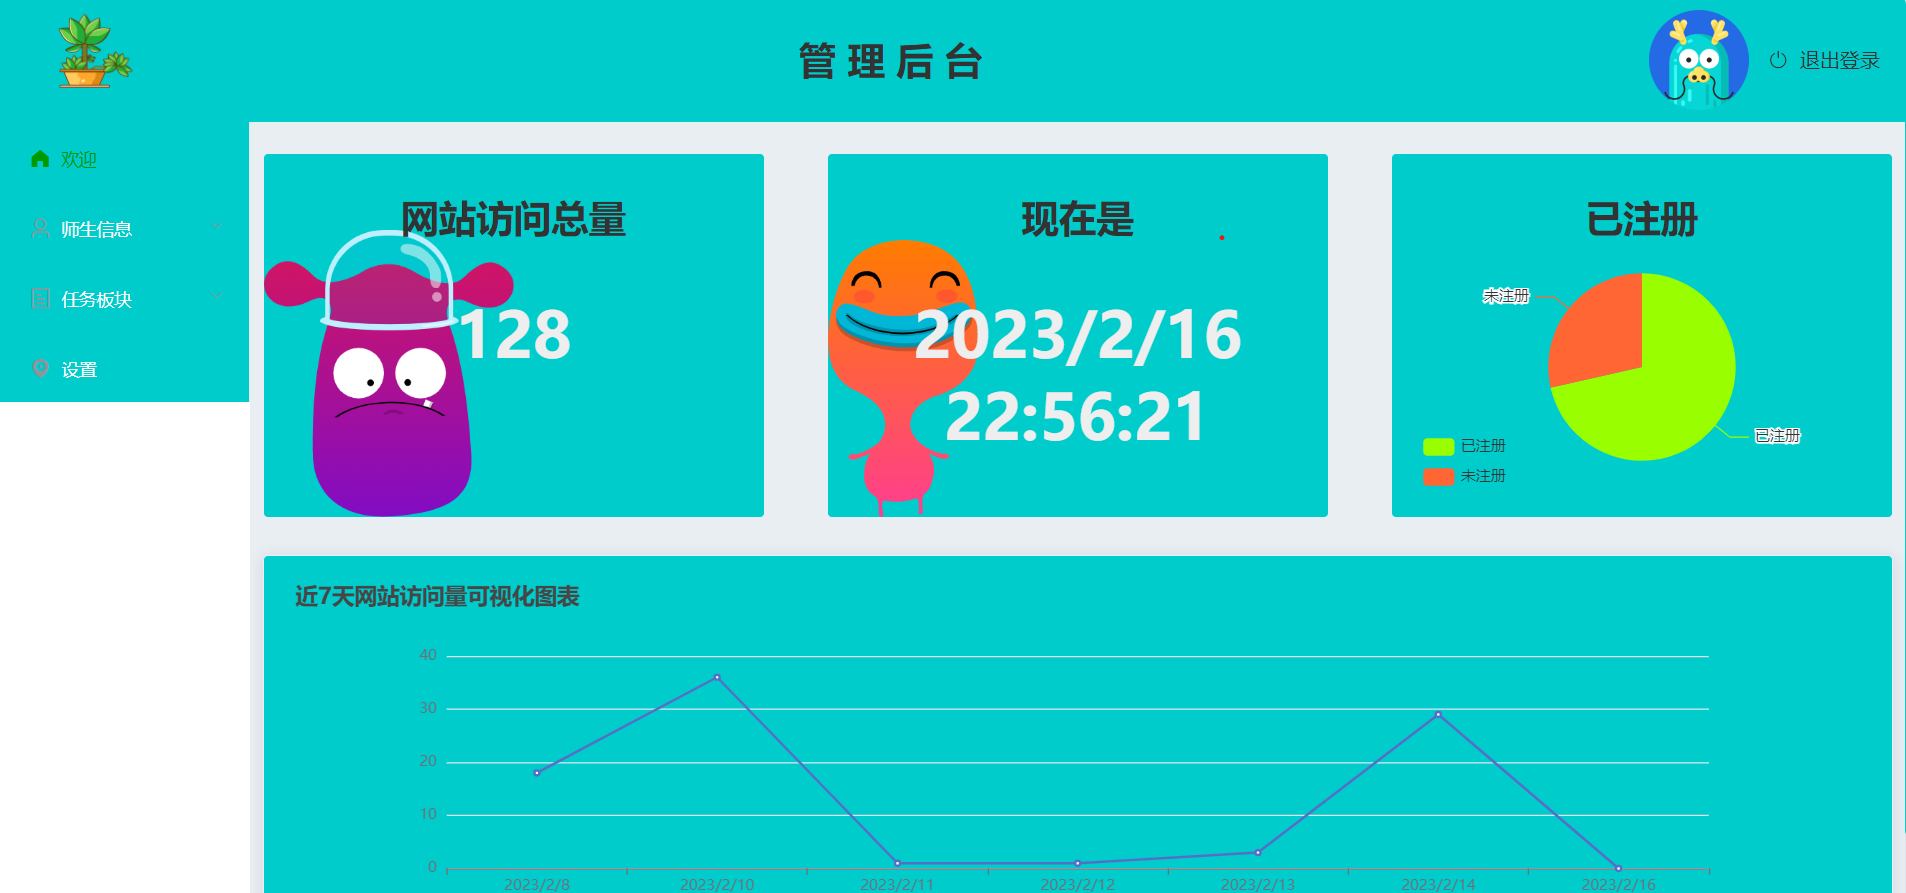 管 理 后 台
退出登录
欢迎
师生信息
任务板块
设置
网站访问总量
128
现在是
2023/2/16
22:56:21
已注册
未注册
已注册
已注册
未注册
近7天网站访问量可视化图表
40
30
20
10
0
2023/2/8
2023/2/10
2023/2/11
2023/2/12
2023/2/13
2023/2/14
2023/2/16